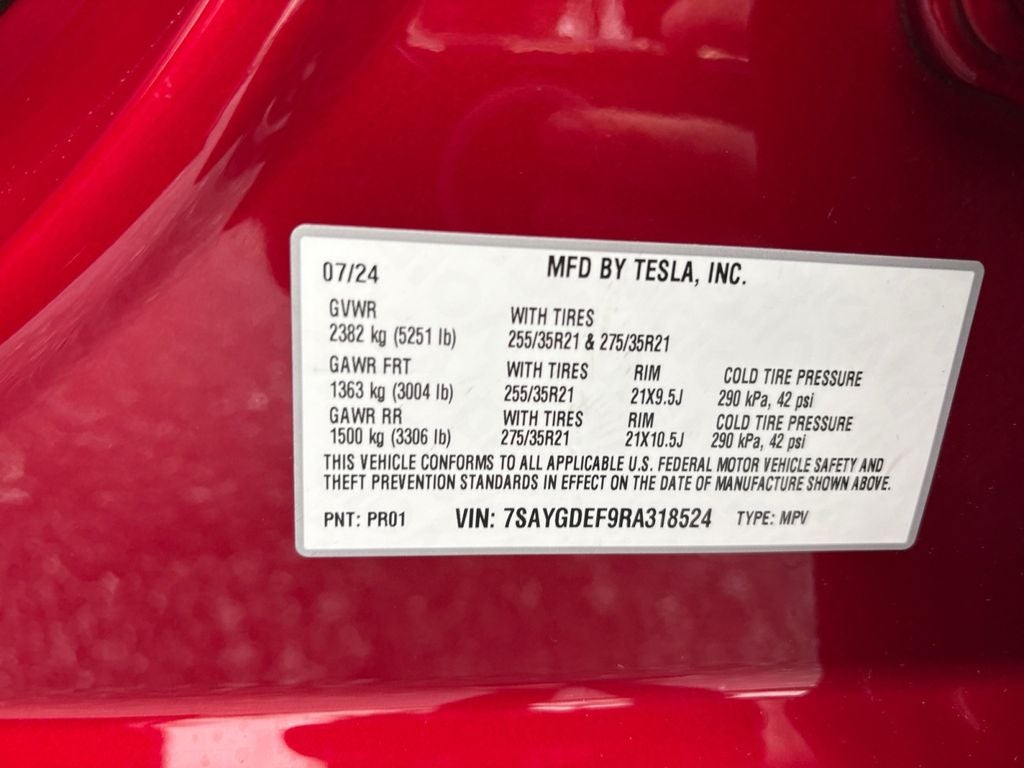 07/24 MFD BY TESLA, INC.
GVWR WITH TIRES
2382 kg (5251 lb) 255/35R21 & 275/35R21
GAWR FRT WITH TIRES RIM COLD TIRE PRESSURE
1363 kg (3004 lb) 255/35R21 21X9.5J 290 kPa, 42 psi
GAWR RR WITH TIRES RIM COLD TIRE PRESSURE
1500 kg (3306 lb) 275/35R21 21X10.5J 290 kPa, 42 psi
THIS VEHICLE CONFORMS TO ALL APPLICABLE U.S. FEDERAL MOTOR VEHICLE SAFETY AND
THEFT PREVENTION STANDARDS IN EFFECT ON THE DATE OF MANUFACTURE SHOWN ABOVE.
PNT: PR01 VIN: 7SAYGDEF9RA318524 TYPE: MPV